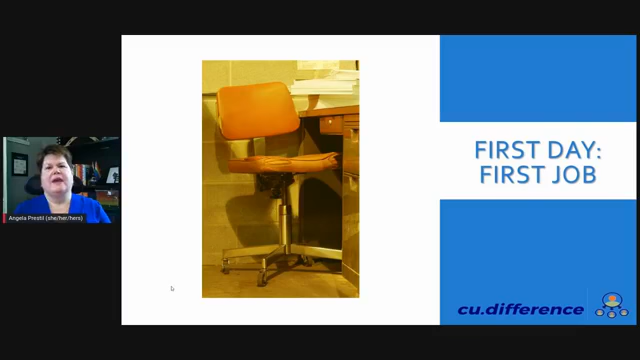 FIRST DAY:
FIRST JOB
Angela Prestil (she/her/hers)
cu.difference